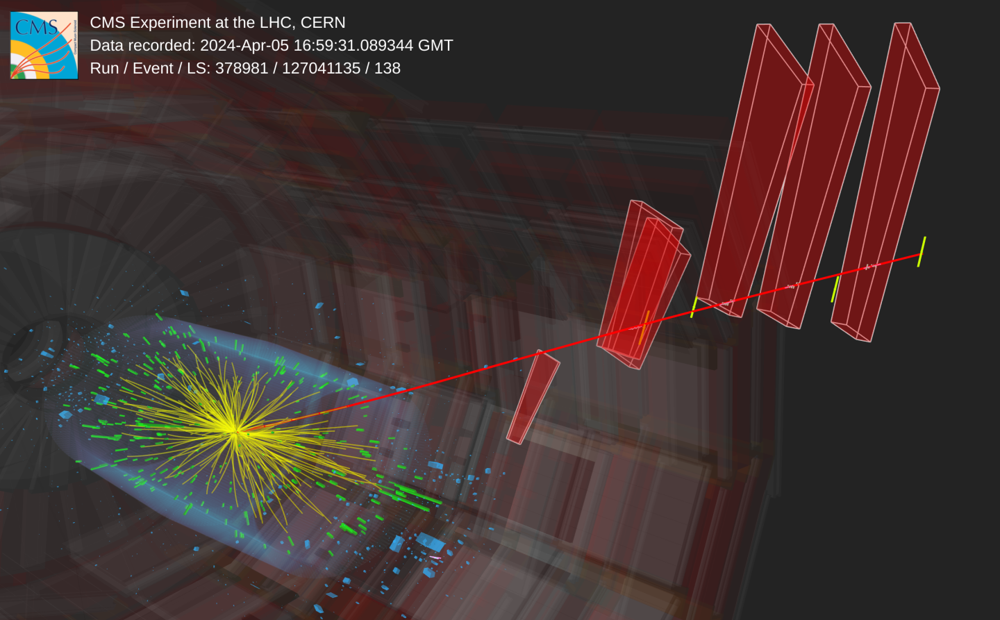 CMS
CMS Experiment at the LHC, CERN
Data recorded: 2024-Apr-05 16:59:31.089344 GMT
Run / Event / LS: 378981 / 127041135 / 138